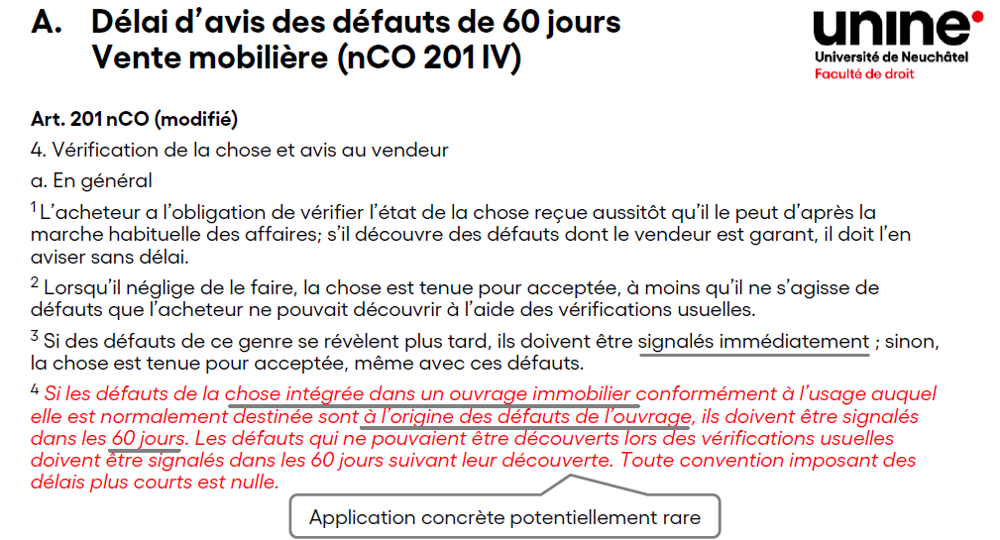 A. Délai d’avis des défauts de 60 jours
Vente mobilière (nCO 201 IV)
unine
Université de Neuchâtel
Faculté de droit
Art. 201 nCO (modifié)
4. Vérification de la chose et avis au vendeur
a. En général
1 L’acheteur a l’obligation de vérifier l’état de la chose reçue aussitôt qu’il le peut d’après la
marche habituelle des affaires; s’il découvre des défauts dont le vendeur est garant, il doit l’en
aviser sans délai.
2 Lorsqu’il néglige de le faire, la chose est tenue pour acceptée, à moins qu’il ne s’agisse de
défauts que l’acheteur ne pouvait découvrir à l’aide des vérifications usuelles.
3 Si des défauts de ce genre se révèlent plus tard, ils doivent être signalés immédiatement ; sinon,
la chose est tenue pour acceptée, même avec ces défauts.
4 Si les défauts de la chose intégrée dans un ouvrage immobilier conformément à l’usage auquel
elle est normalement destinée sont à l’origine des défauts de l’ouvrage, ils doivent être signalés
dans les 60 jours. Les défauts qui ne pouvaient être découverts lors des vérifications usuelles
doivent être signalés dans les 60 jours suivant leur découverte. Toute convention imposant des
délais plus courts est nulle.
Application concrète potentiellement rare